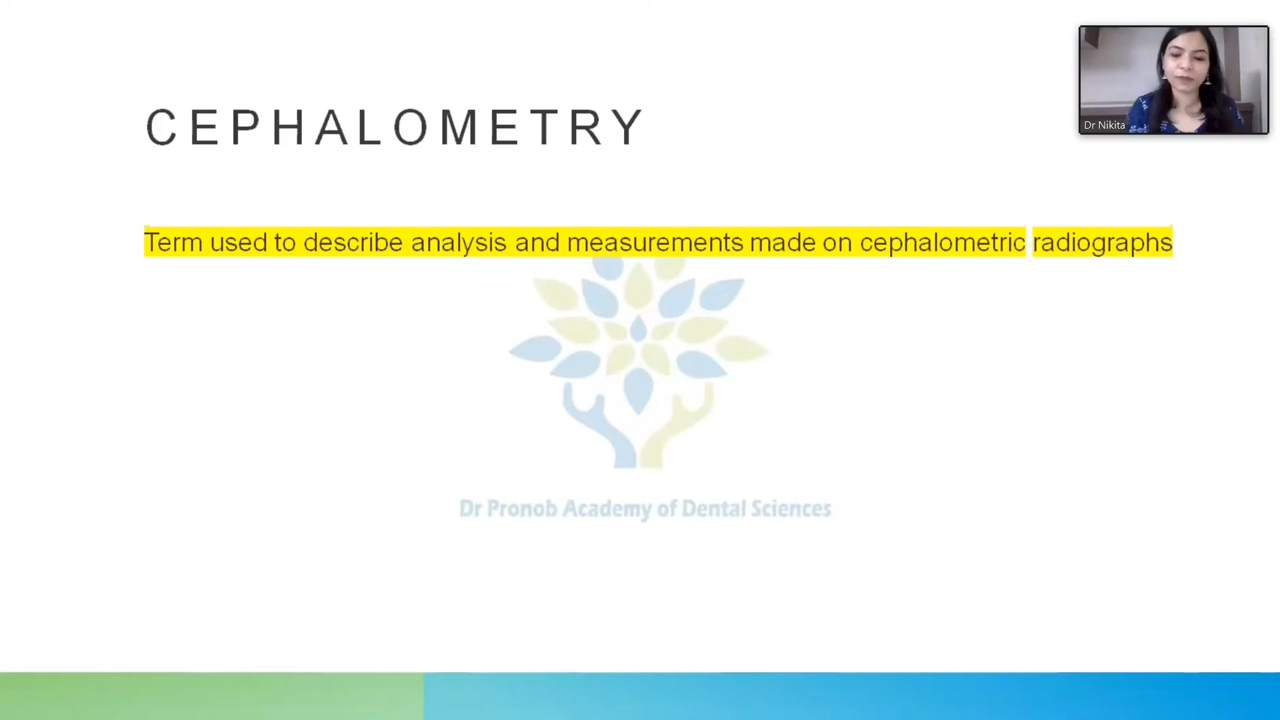 CEPHALOMETRY
Dr Nikita
Term used to describe analysis and measurements made on cephalometric radiographs
Dr Pronob Academy of Dental Sciences